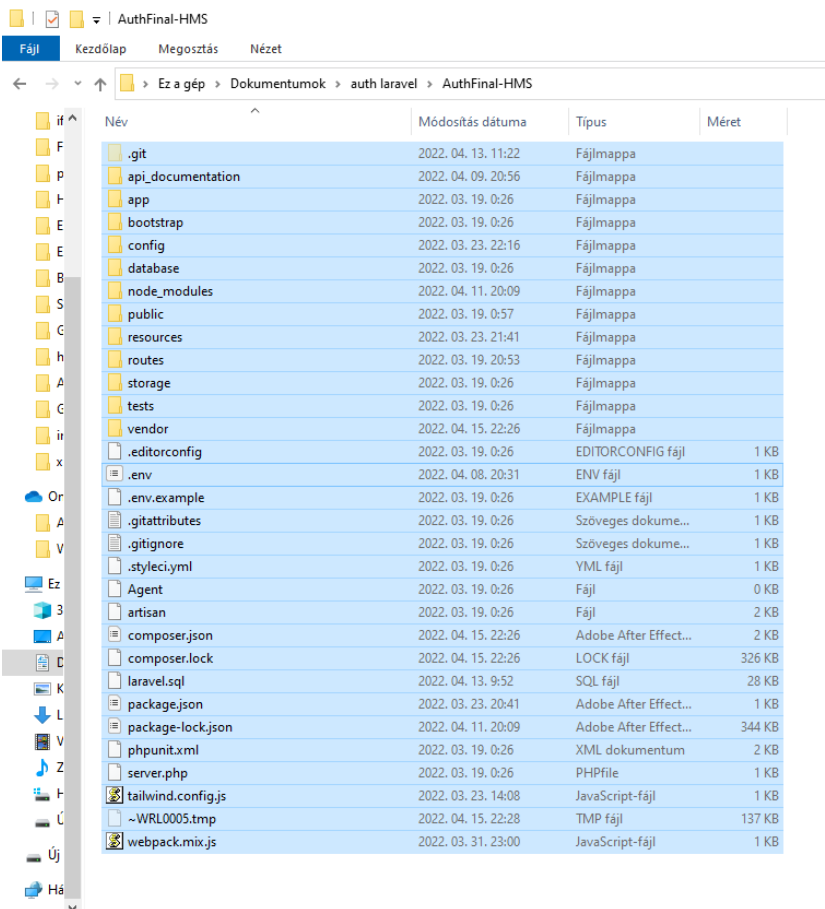 AuthFinal-HMS
Fájl Kezdőlap Megosztás Nézet
Ez a gép > Dokumentumok > auth laravel > AuthFinal-HMS
Név Módosítás dátuma Típus Méret
.git 2022. 04. 13. 11:22 Fájlmappa
api_documentation 2022. 04. 09. 20:56 Fájlmappa
app 2022. 03. 19. 0:26 Fájlmappa
bootstrap 2022. 03. 19. 0:26 Fájlmappa
config 2022. 03. 23. 22:16 Fájlmappa
database 2022. 03. 19. 0:26 Fájlmappa
node_modules 2022. 04. 11. 20:09 Fájlmappa
public 2022. 03. 19. 0:57 Fájlmappa
resources 2022. 03. 23. 21:41 Fájlmappa
routes 2022. 03. 19. 20:53 Fájlmappa
storage 2022. 03. 19. 0:26 Fájlmappa
tests 2022. 03. 19. 0:26 Fájlmappa
vendor 2022. 04. 15. 22:26 Fájlmappa
.editorconfig 2022. 03. 19. 0:26 EDITORCONFIG fájl 1 KB
.env 2022. 04. 08. 20:31 ENV fájl 1 KB
.env.example 2022. 03. 19. 0:26 EXAMPLE fájl 1 KB
.gitattributes 2022. 03. 19. 0:26 Szöveges dokume... 1 KB
.gitignore 2022. 03. 19. 0:26 Szöveges dokume... 1 KB
.styleci.yml 2022. 03. 19. 0:26 YML fájl 1 KB
Agent 2022. 03. 19. 0:26 Fájl 0 KB
artisan 2022. 03. 19. 0:26 Fájl 2 KB
composer.json 2022. 04. 15. 22:26 Adobe After Effect... 2 KB
composer.lock 2022. 04. 15. 22:26 LOCK fájl 326 KB
laravel.sql 2022. 04. 13. 9:52 SQL fájl 28 KB
package.json 2022. 03. 23. 20:41 Adobe After Effect... 1 KB
package-lock.json 2022. 04. 11. 20:09 Adobe After Effect... 344 KB
phpunit.xml 2022. 03. 19. 0:26 XML dokumentum 2 KB
server.php 2022. 03. 19. 0:26 PHPfile 1 KB
tailwind.config.js 2022. 03. 23. 14:08 JavaScript-fájl 1 KB
~WRL0005.tmp 2022. 04. 15. 22:28 TMP fájl 137 KB
webpack.mix.js 2022. 03. 31. 23:00 JavaScript-fájl 1 KB
Ez
Új